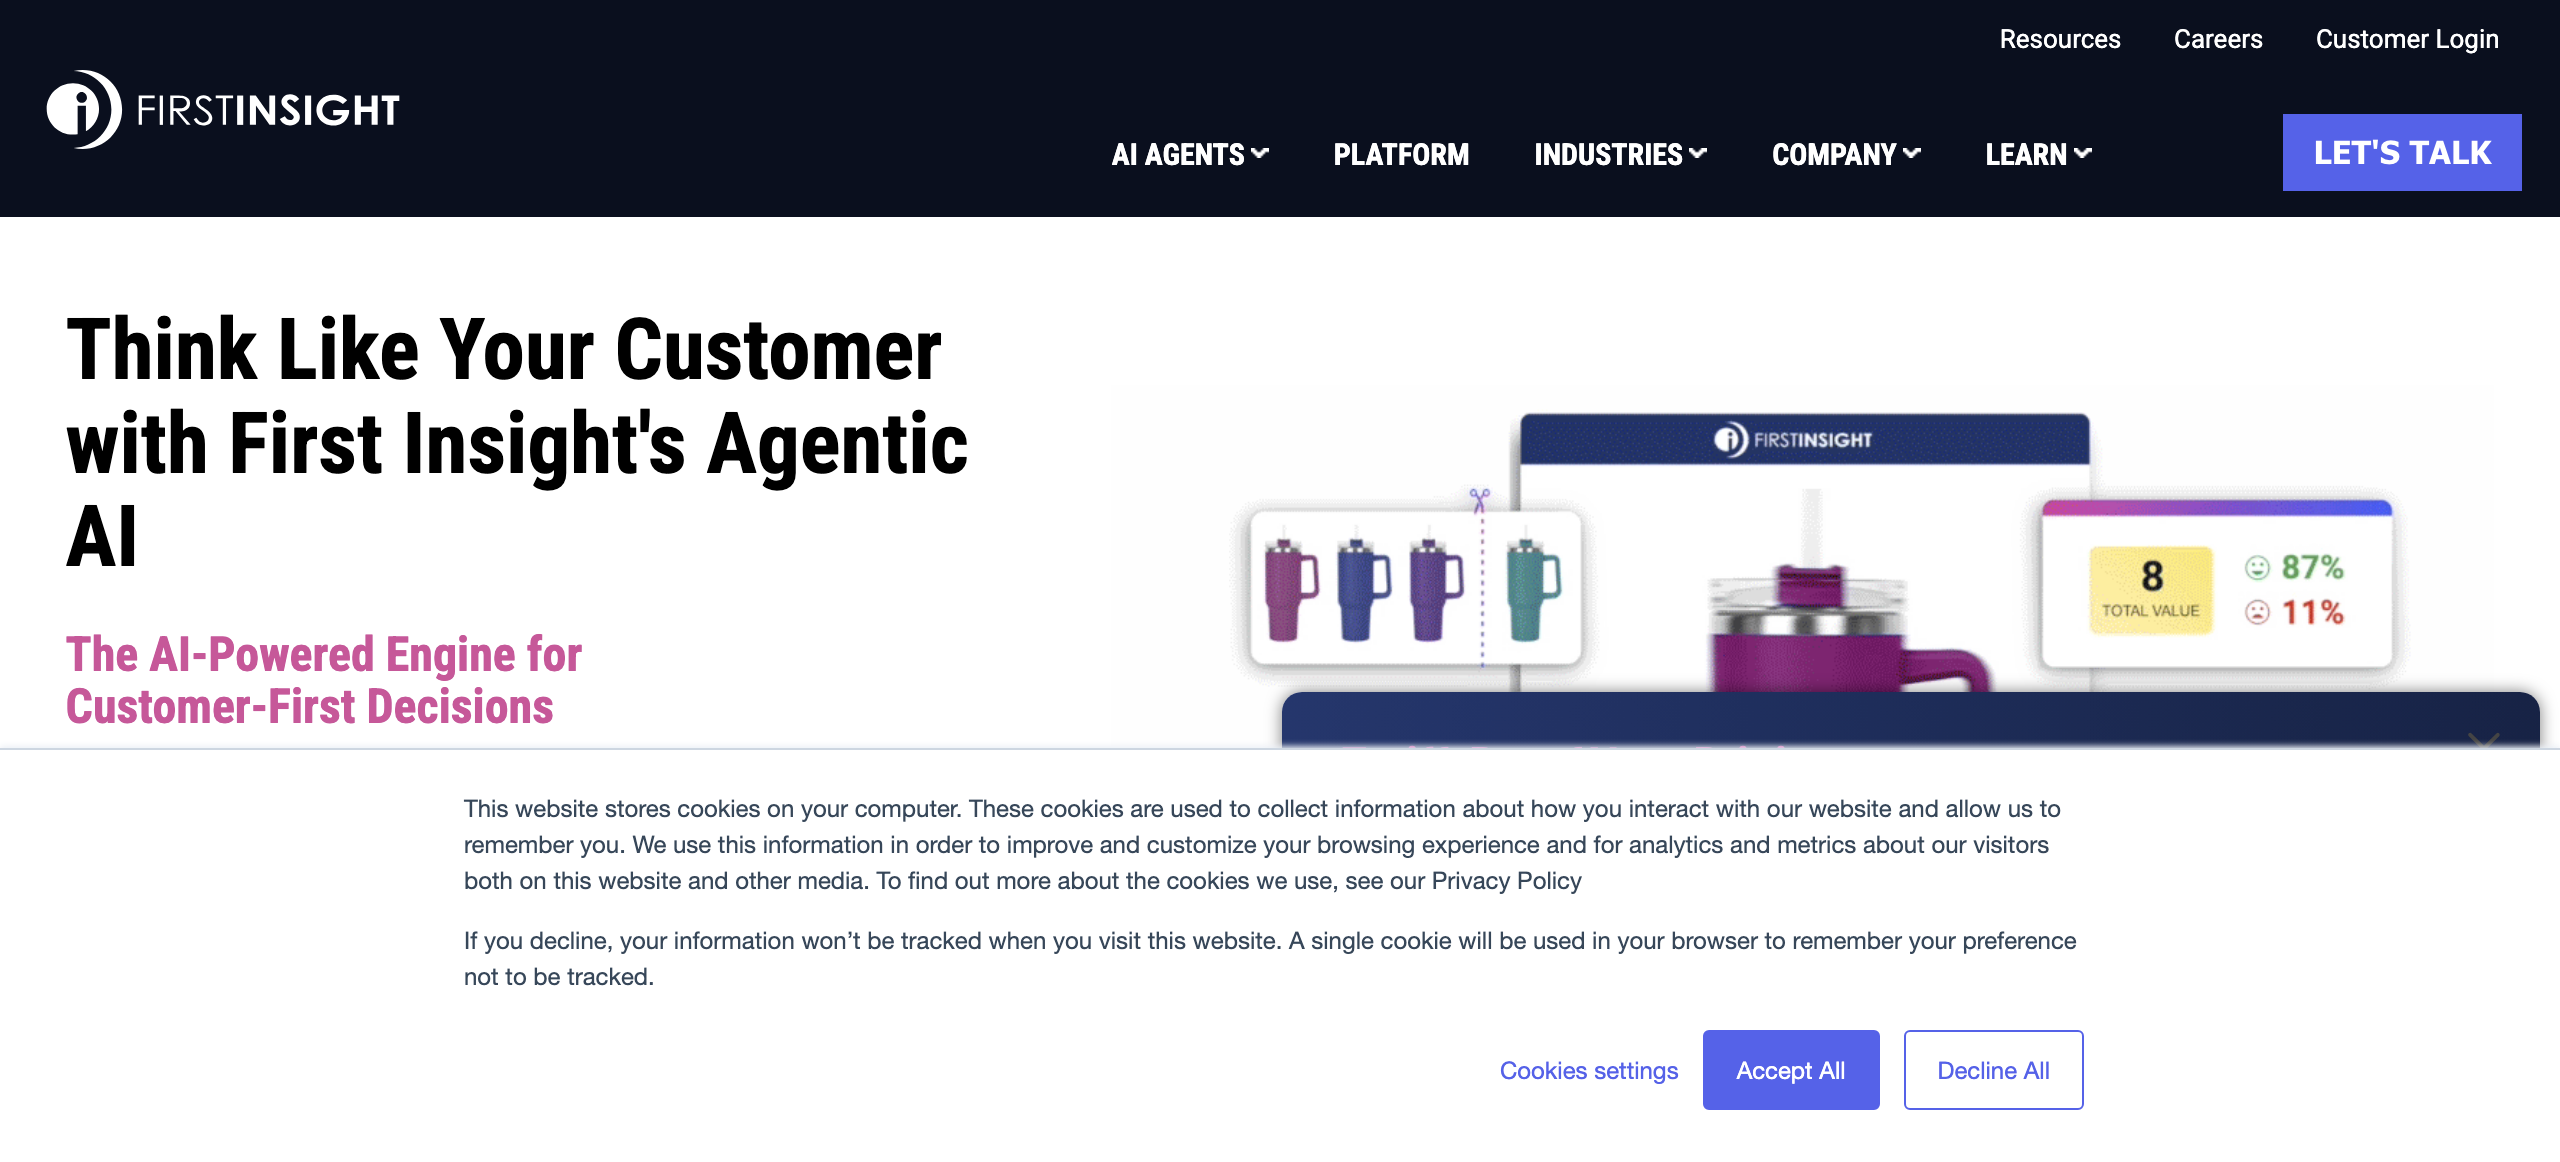 Resources Careers Customer Login
FIRSTINSIGHT
AI AGENTS PLATFORM INDUSTRIES COMPANY LEARN LET'S TALK
Think Like Your Customer
with First Insight's Agentic
AI
The AI-Powered Engine for
Customer-First Decisions
FIRSTINSIGHT
8
TOTAL VALUE
87%
11%
This website stores cookies on your computer. These cookies are used to collect information about how you interact with our website and allow us to
remember you. We use this information in order to improve and customize your browsing experience and for analytics and metrics about our visitors
both on this website and other media. To find out more about the cookies we use, see our Privacy Policy
If you decline, your information won’t be tracked when you visit this website. A single cookie will be used in your browser to remember your preference
not to be tracked.
Cookies settings Accept All Decline All